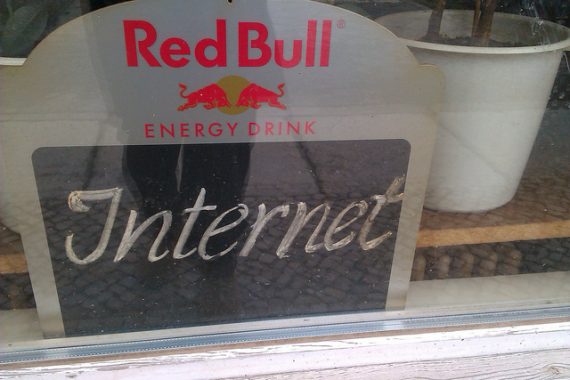 Red Bull®
ENERGY DRINK
Internet